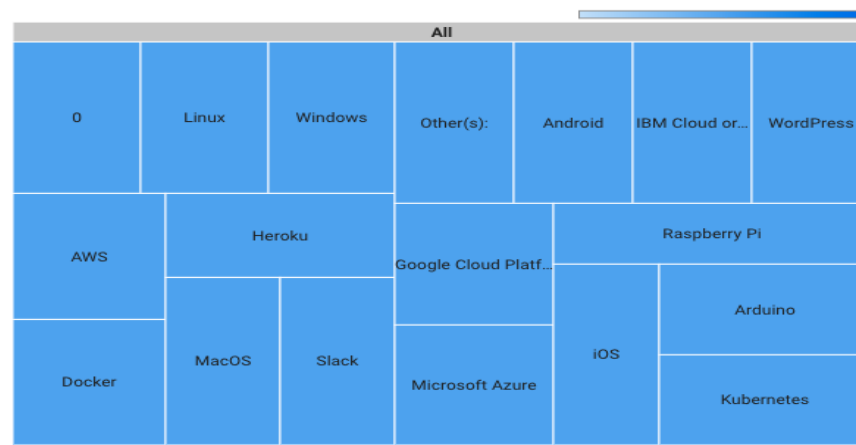 All
0
Linux
Windows
Other(s):
Android
IBM Cloud or...
WordPress
AWS
Heroku
Google Cloud Platf...
Raspberry Pi
MacOS
Slack
iOS
Arduino
Docker
Microsoft Azure
Kubernetes